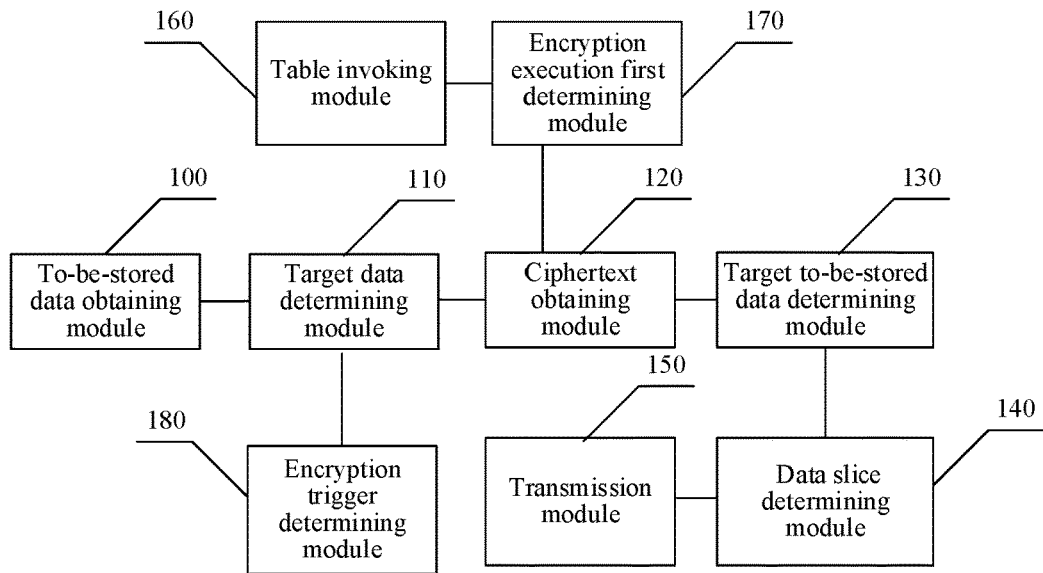 160
Table invoking
module
Encryption
execution first
determining
module
170
100
To-be-stored
data obtaining
module
110
Target data
determining
module
120
Ciphertext
obtaining
module
130
Target to-be-stored
data determining
module
180
Encryption
trigger
determining
module
150
Transmission
module
140
Data slice
determining
module